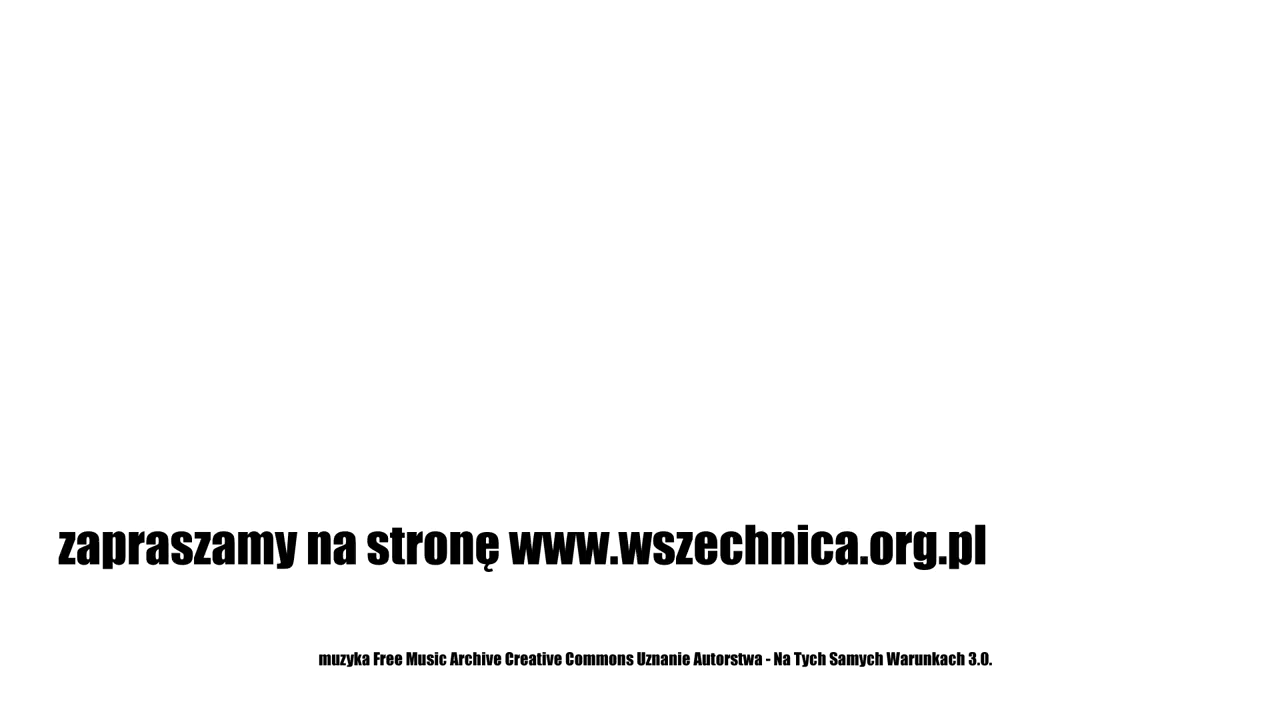 zapraszamy na stronę www.wszechnica.org.pl
muzyka Free Music Archive Creative Commons Uznanie Autorstwa - Na Tych Samych Warunkach 3.0.